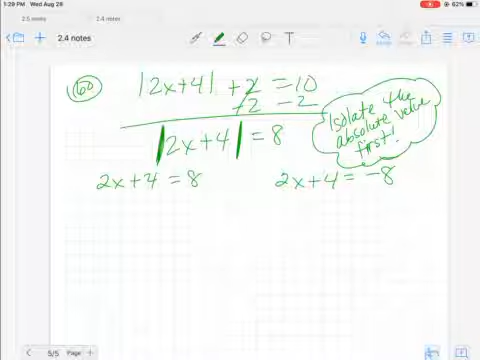 1:29 PM Wed Aug 28
62%
2.5 notes
2.4 notes
2.4 notes
T
60
|2x+4| + 2 = 10
-2 -2
|2x+4| = 8
Isolate the
absolute value
first!
2x+4 = 8
2x+4 = -8
5/5 Page